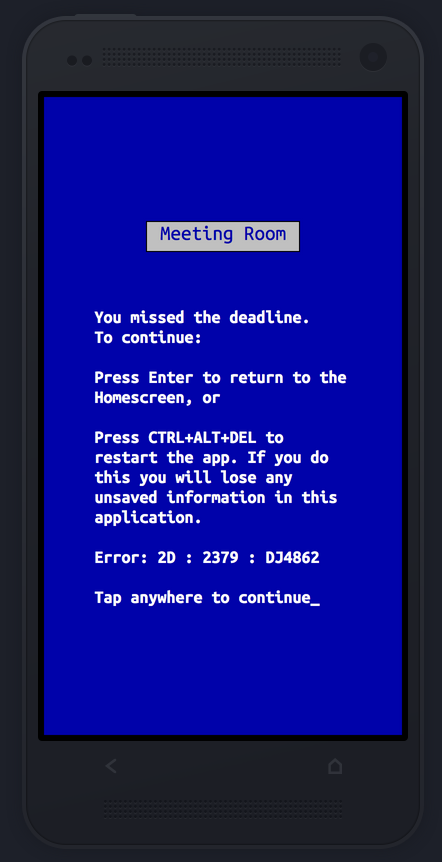 Meeting Room
You missed the deadline.
To continue:
Press Enter to return to the
Homescreen, or
Press CTRL+ALT+DEL to
restart the app. If you do
this you will lose any
unsaved information in this
application.
Error: 2D : 2379 : DJ4862
Tap anywhere to continue_